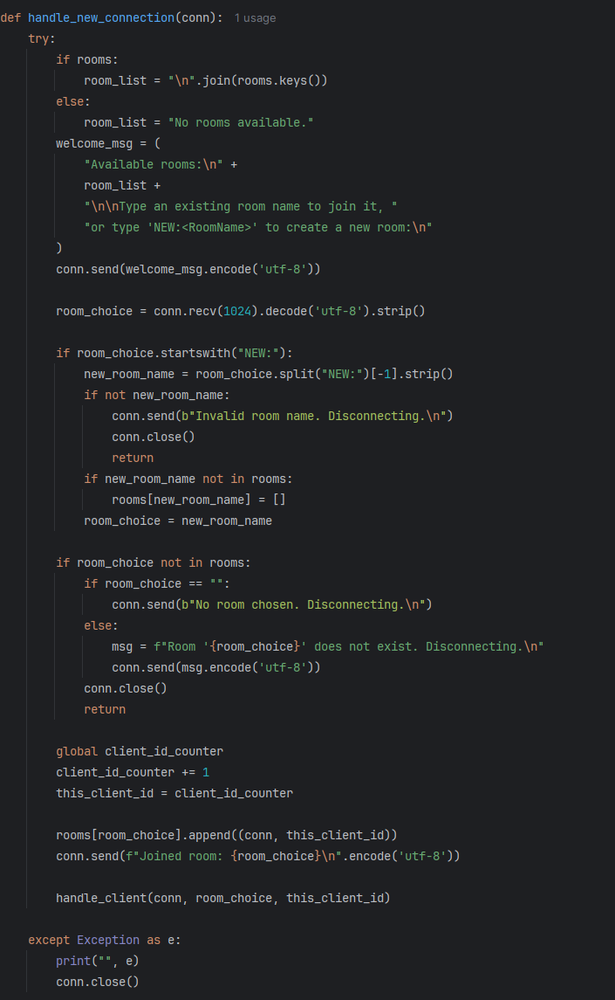 def handle_new_connection(conn):  1 usage
    try:
        if rooms:
            room_list = "\n".join(rooms.keys())
        else:
            room_list = "No rooms available."
        welcome_msg = (
            "Available rooms:\n" +
            room_list +
            "\n\nType an existing room name to join it, "
            "or type 'NEW:<RoomName>' to create a new room:\n"
        )
        conn.send(welcome_msg.encode('utf-8'))

        room_choice = conn.recv(1024).decode('utf-8').strip()

        if room_choice.startswith("NEW:"):
            new_room_name = room_choice.split("NEW:")[-1].strip()
            if not new_room_name:
                conn.send(b"Invalid room name. Disconnecting.\n")
                conn.close()
                return
            if new_room_name not in rooms:
                rooms[new_room_name] = []
            room_choice = new_room_name

        if room_choice not in rooms:
            if room_choice == "":
                conn.send(b"No room chosen. Disconnecting.\n")
            else:
                msg = f"Room '{room_choice}' does not exist. Disconnecting.\n"
                conn.send(msg.encode('utf-8'))
            conn.close()
            return

        global client_id_counter
        client_id_counter += 1
        this_client_id = client_id_counter

        rooms[room_choice].append((conn, this_client_id))
        conn.send(f"Joined room: {room_choice}\n".encode('utf-8'))

        handle_client(conn, room_choice, this_client_id)

    except Exception as e:
        print("", e)
        conn.close()